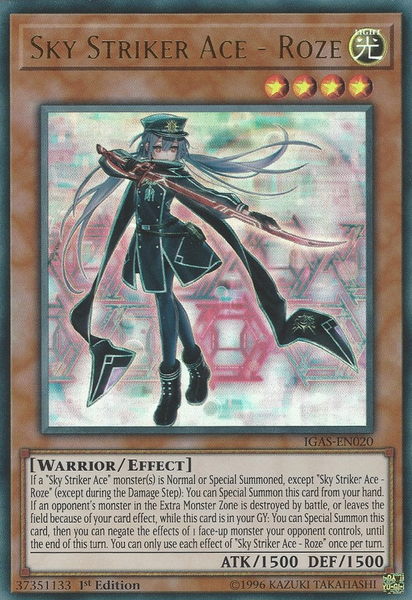 Sky Striker Ace - Roze
LIGHT
光
IGAS-EN020
[Warrior/Effect]
If a "Sky Striker Ace" monster(s) is Normal or Special Summoned, except "Sky Striker Ace -
Roze" (except during the Damage Step): You can Special Summon this card from your hand.
If an opponent's monster in the Extra Monster Zone is destroyed by battle, or leaves the
field because of your card effect, while this card is in your GY: You can Special Summon
this card, then you can negate the effects of 1 face-up monster your opponent controls, until
the end of this turn. You can only use each effect of "Sky Striker Ace - Roze" once per turn.
ATK/1500 DEF/1500
37351133 1st Edition ©1996 KAZUKI TAKAHASHI